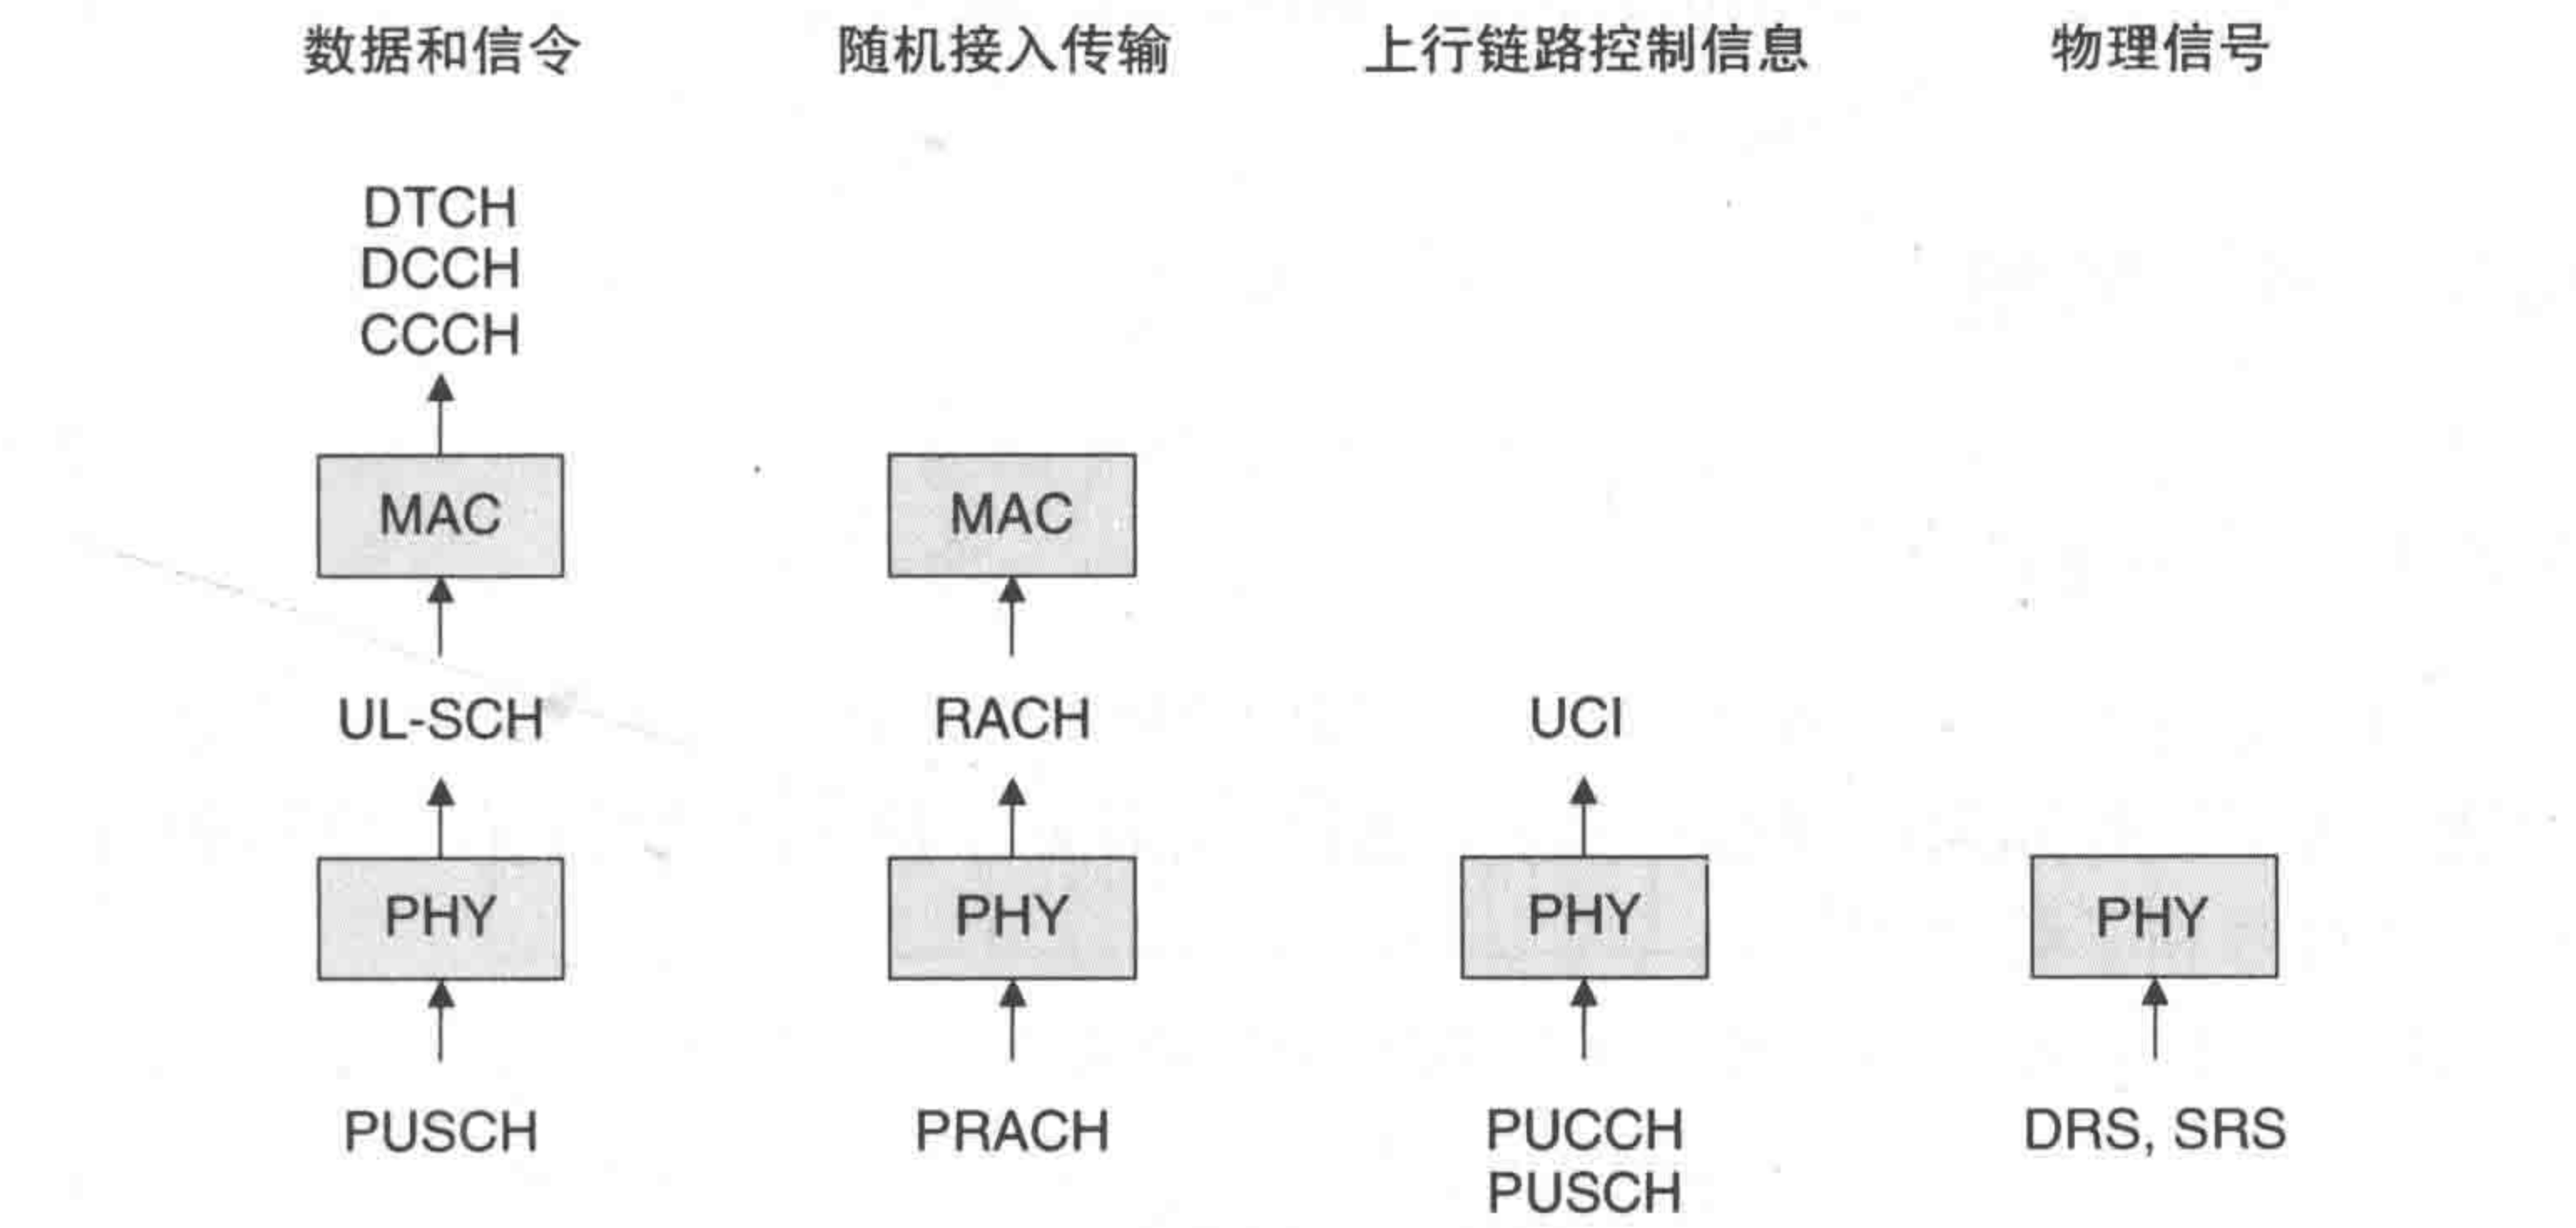 数据和信令 随机接入传输 上行链路控制信息 物理信号
DTCH
DCCH
CCCH
MAC MAC
UL-SCH RACH UCI
PHY PHY PHY PHY
PUSCH PRACH PUCCH DRS, SRS
PUSCH